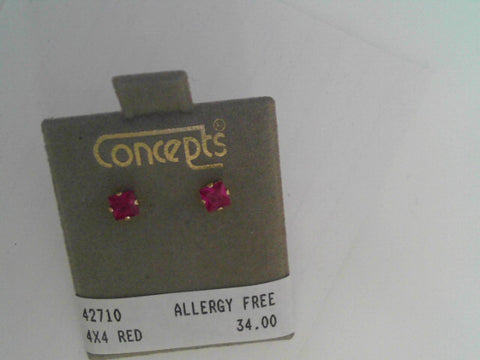 Concepts
42710 ALLERGY FREE
4X4 RED 34.00